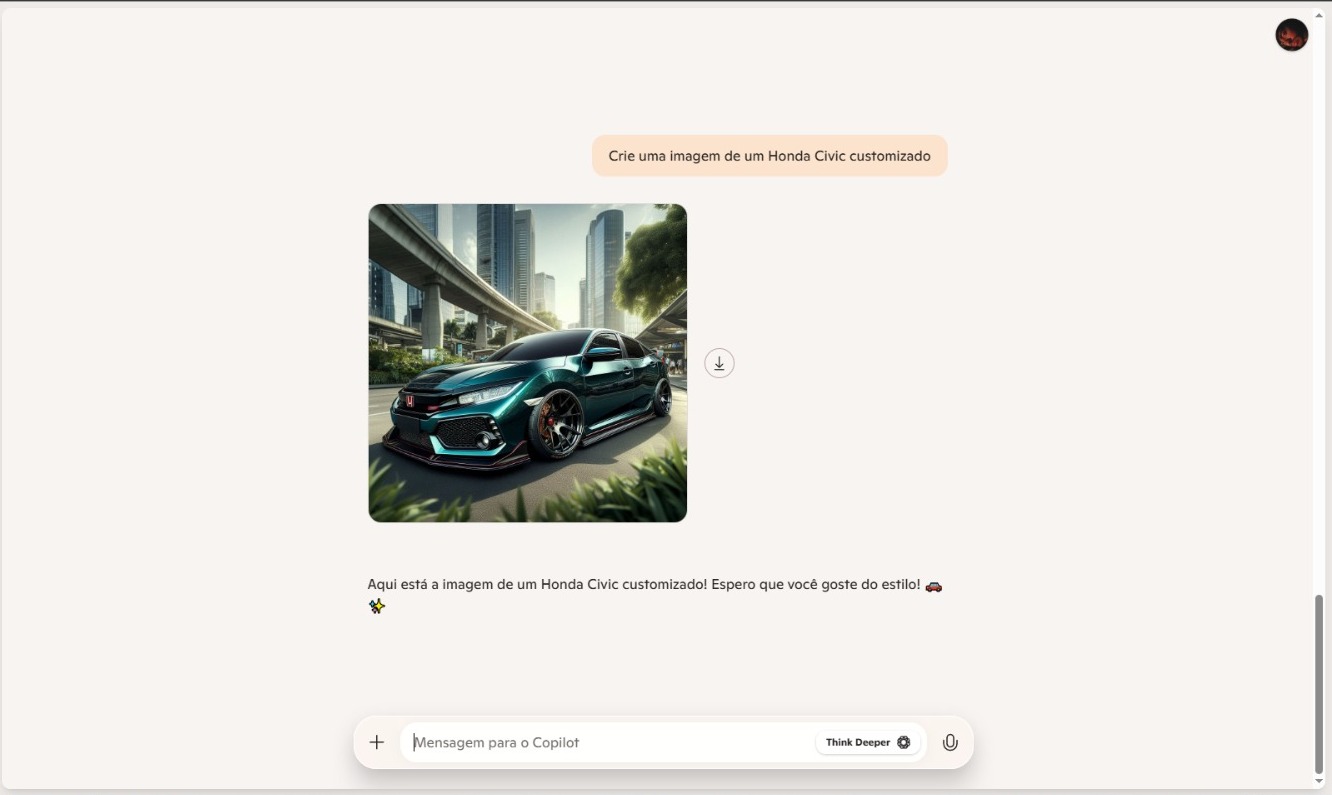 Crie uma imagem de um Honda Civic customizado
Aqui está a imagem de um Honda Civic customizado! Espero que você goste do estilo! 🚗
✨
Mensagem para o Copilot
Think Deeper